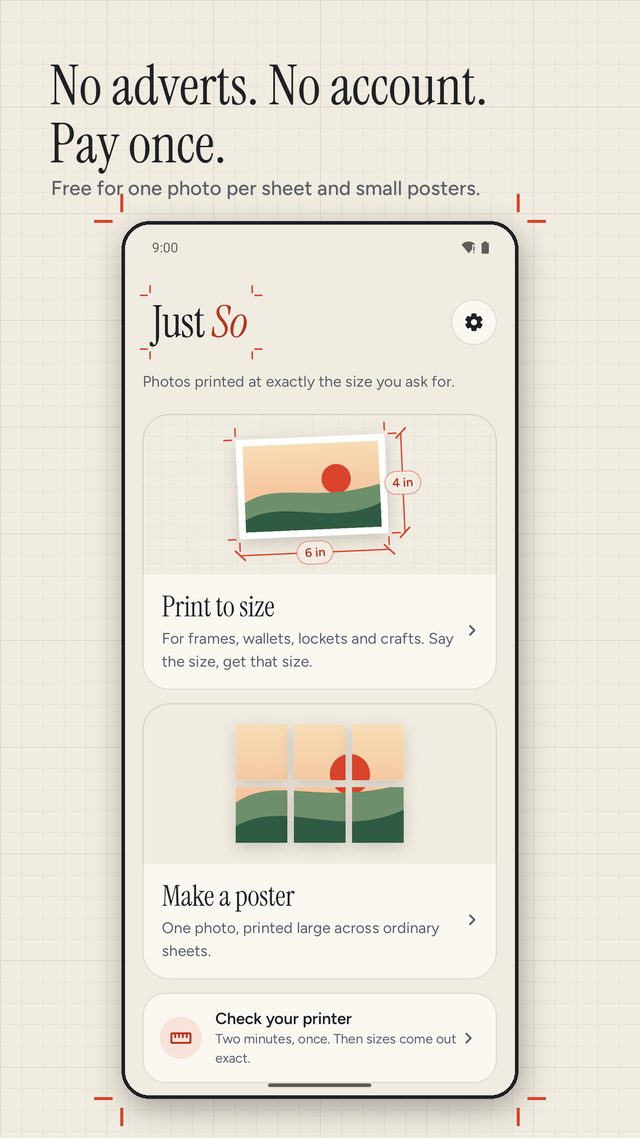 No adverts. No account.
Pay once.
Free for one photo per sheet and small posters.
9:00
Just So
Photos printed at exactly the size you ask for.
4 in
6 in
Print to size
For frames, wallets, lockets and crafts. Say
the size, get that size.
Make a poster
One photo, printed large across ordinary
sheets.
Check your printer
Two minutes, once. Then sizes come out
exact.